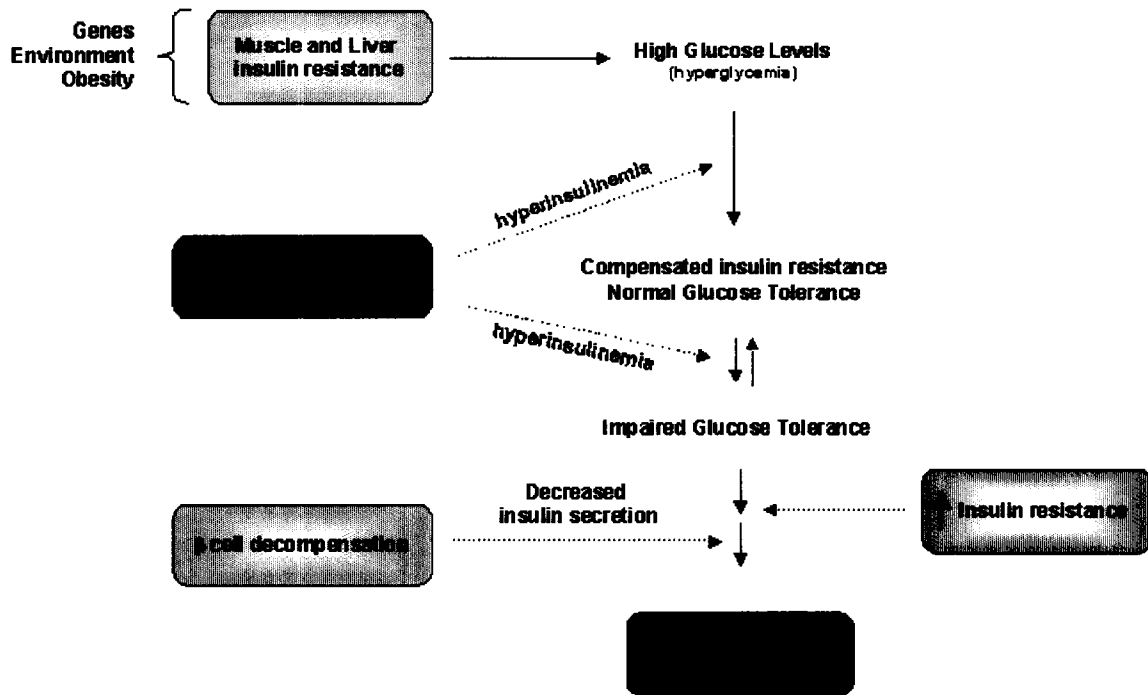 Genes
Environment
Obesity
Muscle and Liver
insulin resistance
High Glucose Levels
(hyperglycemia)
hyperinsulinemia
Compensated insulin resistance
Normal Glucose Tolerance
hyperinsulinemia
Impaired Glucose Tolerance
Decreased
insulin secretion
Insulin resistance
β cell decompensation